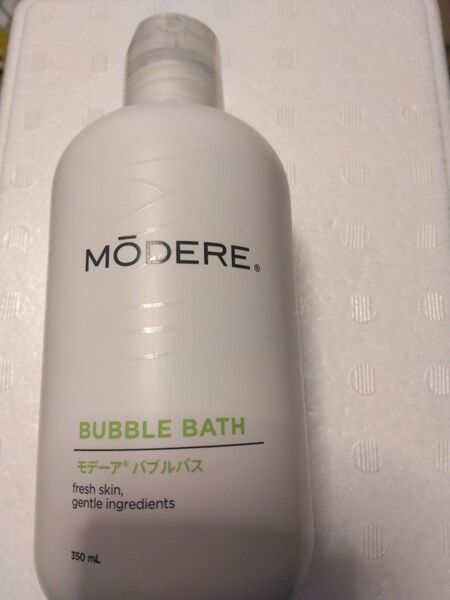 MŌDERE®
BUBBLE BATH
モデーア® バブルバス
fresh skin,
gentle ingredients
350 mL